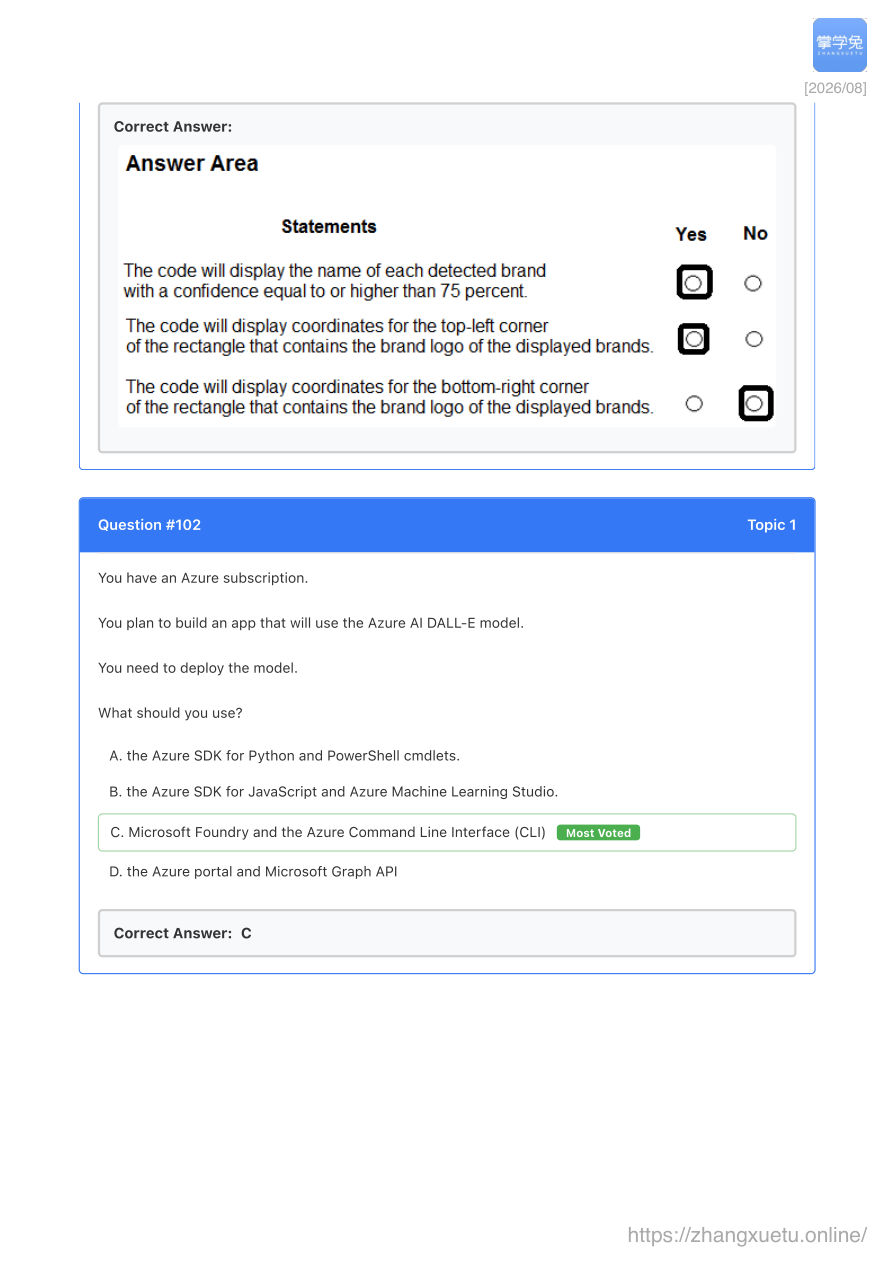 掌学兔
ZHANGXUETU
[2026/08]
Correct Answer:
Answer Area
Statements
Yes
No
The code will display the name of each detected brand
with a confidence equal to or higher than 75 percent.
The code will display coordinates for the top-left corner
of the rectangle that contains the brand logo of the displayed brands.
The code will display coordinates for the bottom-right corner
of the rectangle that contains the brand logo of the displayed brands.
Question #102
Topic 1
You have an Azure subscription.
You plan to build an app that will use the Azure AI DALL-E model.
You need to deploy the model.
What should you use?
A. the Azure SDK for Python and PowerShell cmdlets.
B. the Azure SDK for JavaScript and Azure Machine Learning Studio.
C. Microsoft Foundry and the Azure Command Line Interface (CLI) Most Voted
D. the Azure portal and Microsoft Graph API
Correct Answer: C
https://zhangxuetu.online/